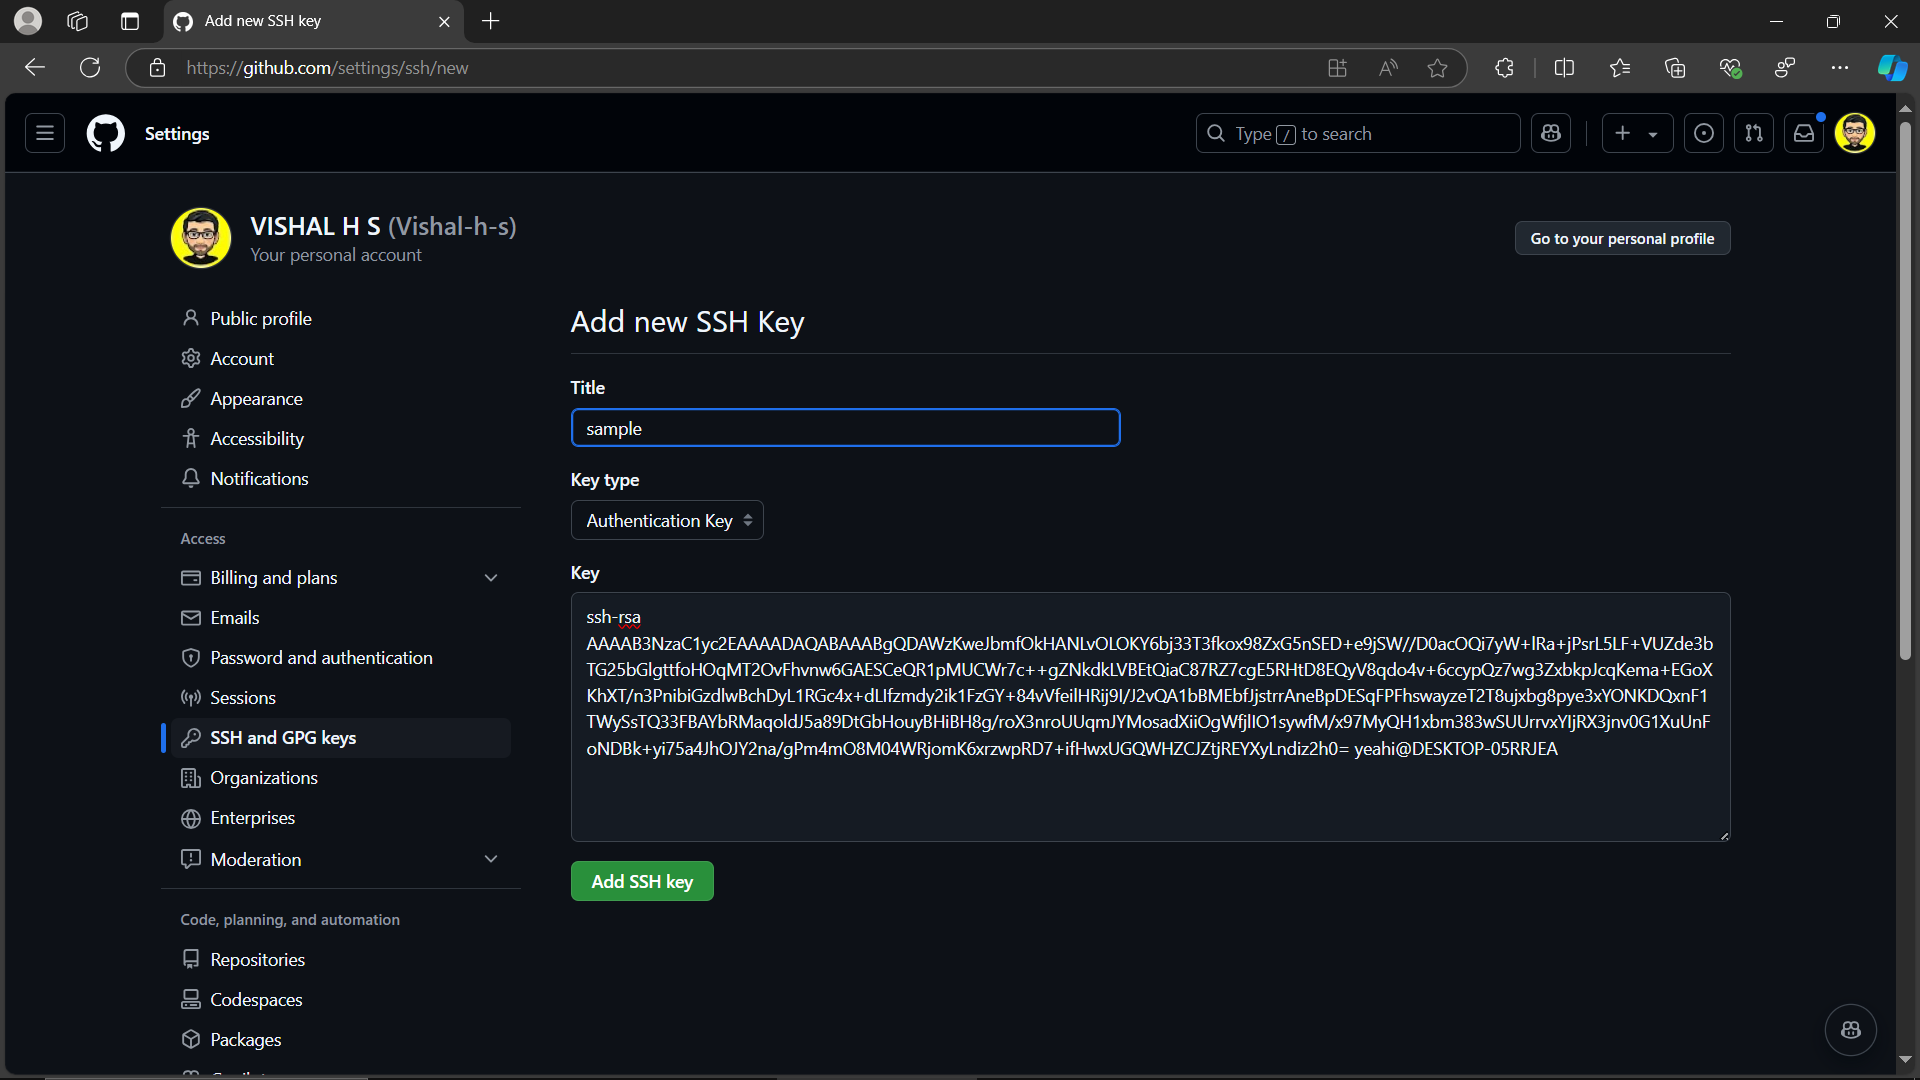 Add new SSH key
https://github.com/settings/ssh/new
Settings
Type / to search
VISHAL H S (Vishal-h-s)
Your personal account
Go to your personal profile
Public profile
Account
Appearance
Accessibility
Notifications
Access
Billing and plans
Emails
Password and authentication
Sessions
SSH and GPG keys
Organizations
Enterprises
Moderation
Code, planning, and automation
Repositories
Codespaces
Packages
Add new SSH Key
Title
sample
Key type
Authentication Key
Key
ssh-rsa
AAAAB3NzaC1yc2EAAAADAQABAAABgQDAWzKweJbmfOkHANLvOLOKY6bj33T3fkox98ZxG5nSED+e9jSW//D0acOQi7yW+lRa+jPsrL5LF+VUZde3b
TG25bGlgttfoHOqMT2OvFhvnw6GAESCeQR1pMUCWr7c++gZNkdkLVBEtQiaC87RZ7cgE5RHtD8EQyV8qdo4v+6ccypQz7wg3ZxbkpJcqKema+EGoX
KhXT/n3PnibiGzdlwBchDyL1RGc4x+dLIfzmdy2ik1FzGY+84vVfeilHRij9I/J2vQA1bBMEbfJjstrrAneBpDESqFPFhswayzeT2T8ujxbg8pye3xYONKDQxnF1
TWySsTQ33FBAYbRMaqoldJ5a89DtGbHouyBHiBH8g/roX3nroUUqmJYMosadXiiOgWfjlIO1sywfM/x97MyQH1xbm383wSUUrrvxYljRX3jnv0G1XuUnF
oNDBk+yi75a4JhOJY2na/gPm4mO8M04WRjomK6xrzwpRD7+ifHwxUGQWHZCJZtjREYXyLndiz2h0= yeahi@DESKTOP-05RRJEA
Add SSH key